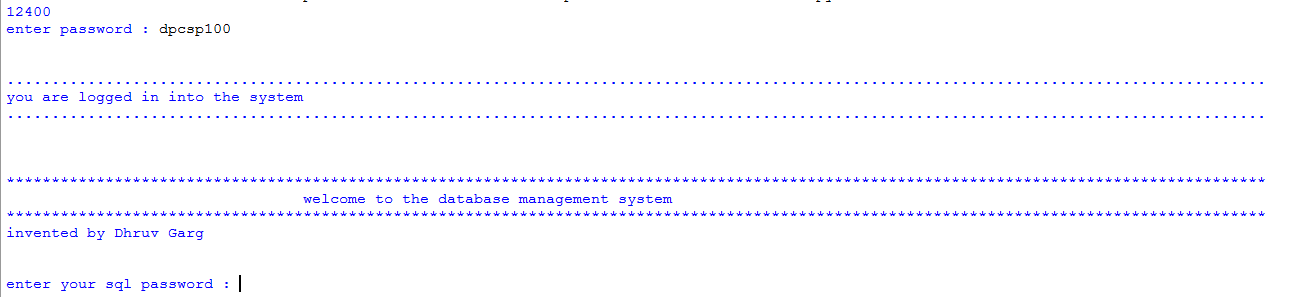 12400
enter password : dpcsp100
................................................................................................................................................
you are logged in into the system
................................................................................................................................................
********************************************************************************************************************************************
welcome to the database management system
********************************************************************************************************************************************
invented by Dhruv Garg
enter your sql password :